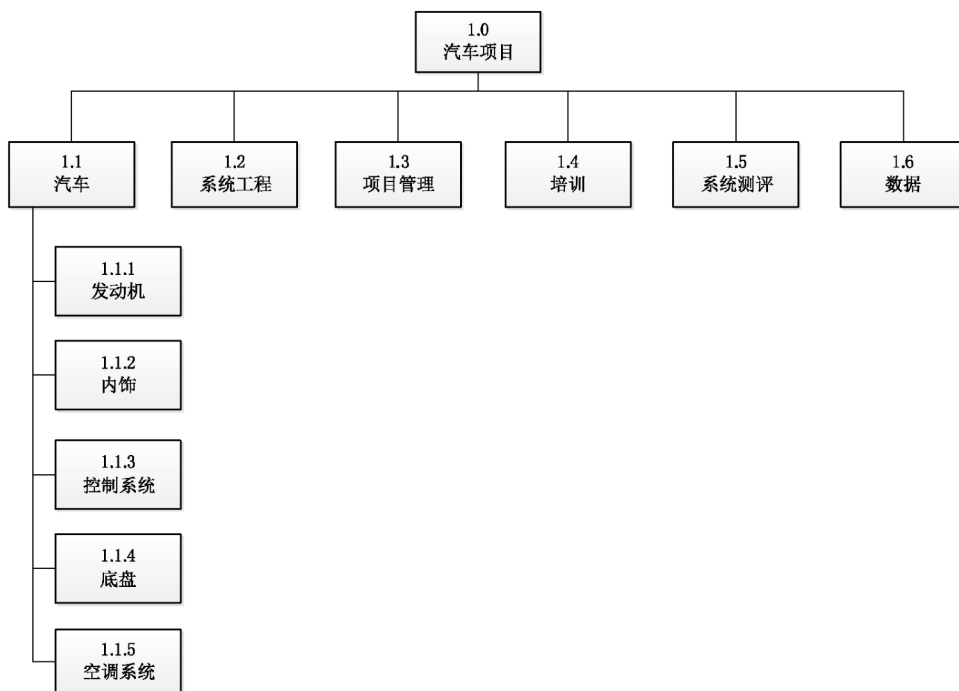 1.0
汽车项目
1.1
汽车
1.2
系统工程
1.3
项目管理
1.4
培训
1.5
系统测评
1.6
数据
1.1.1
发动机
1.1.2
内饰
1.1.3
控制系统
1.1.4
底盘
1.1.5
空调系统